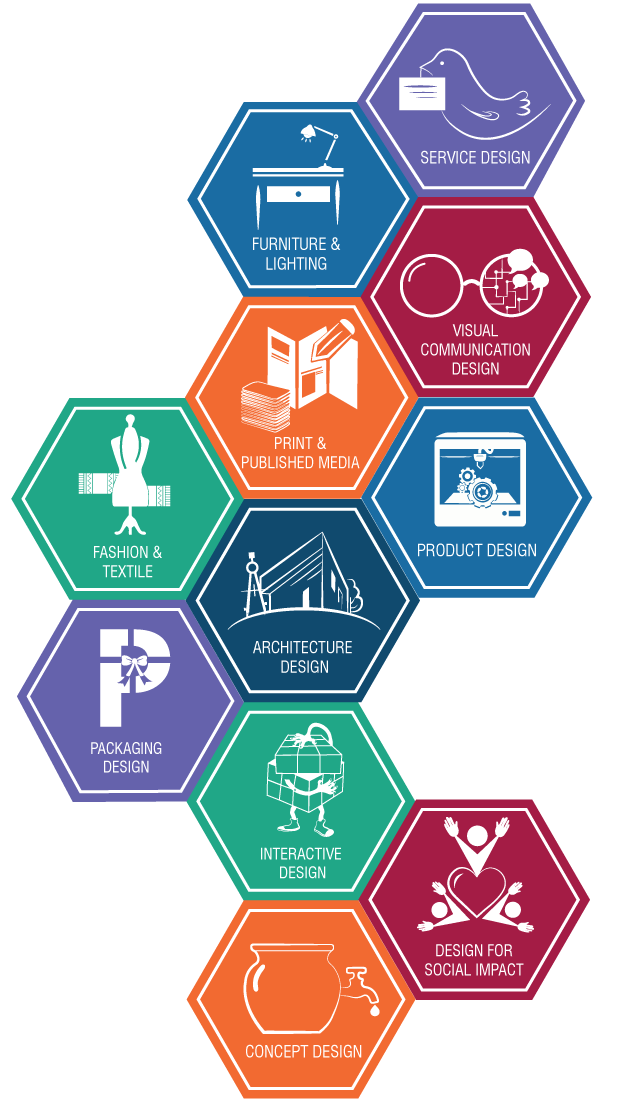 SERVICE DESIGN
FURNITURE &
LIGHTING
VISUAL
COMMUNICATION
DESIGN
PRINT &
PUBLISHED MEDIA
FASHION &
TEXTILE
PRODUCT DESIGN
ARCHITECTURE
DESIGN
PACKAGING
DESIGN
INTERACTIVE
DESIGN
DESIGN FOR
SOCIAL IMPACT
CONCEPT DESIGN